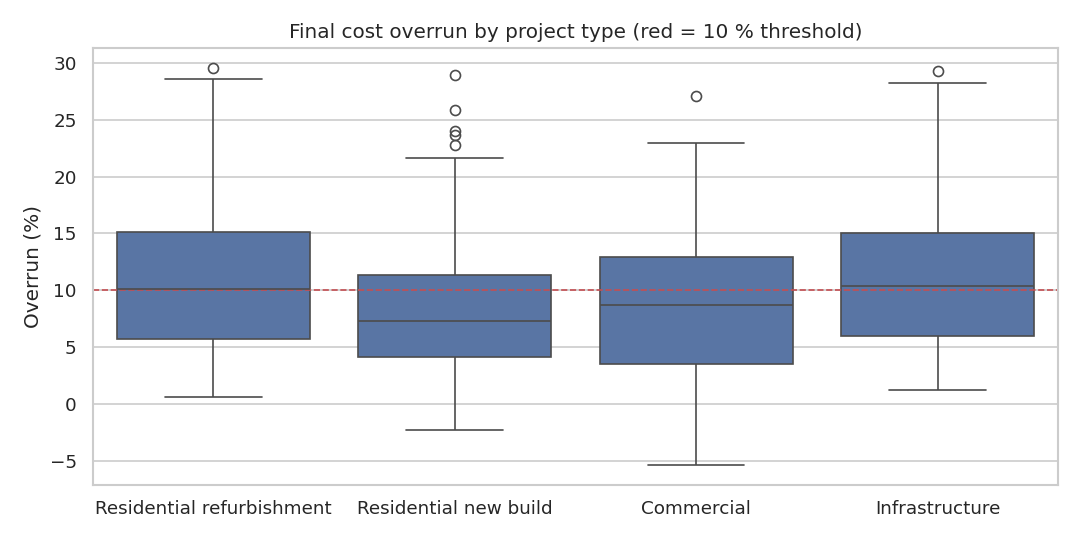 Final cost overrun by project type (red = 10 % threshold)
Overrun (%)
30
25
20
15
10
5
0
−5
Residential refurbishment
Residential new build
Commercial
Infrastructure